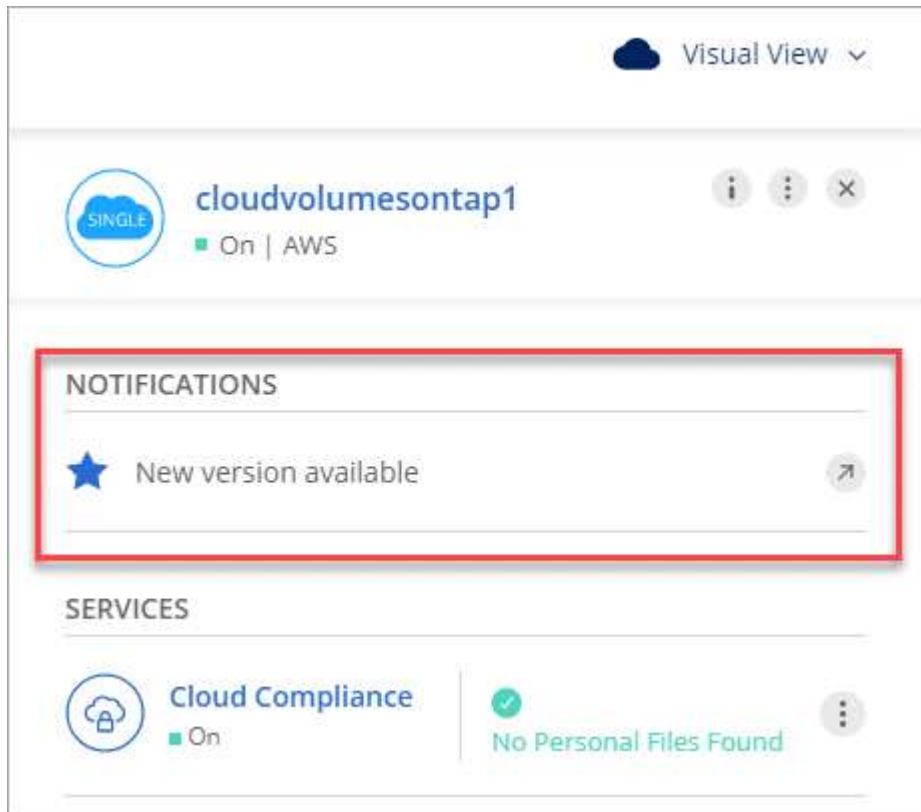 Visual View
SINGLE
cloudvolumesontap1
On | AWS
NOTIFICATIONS
New version available
SERVICES
Cloud Compliance
On
No Personal Files Found